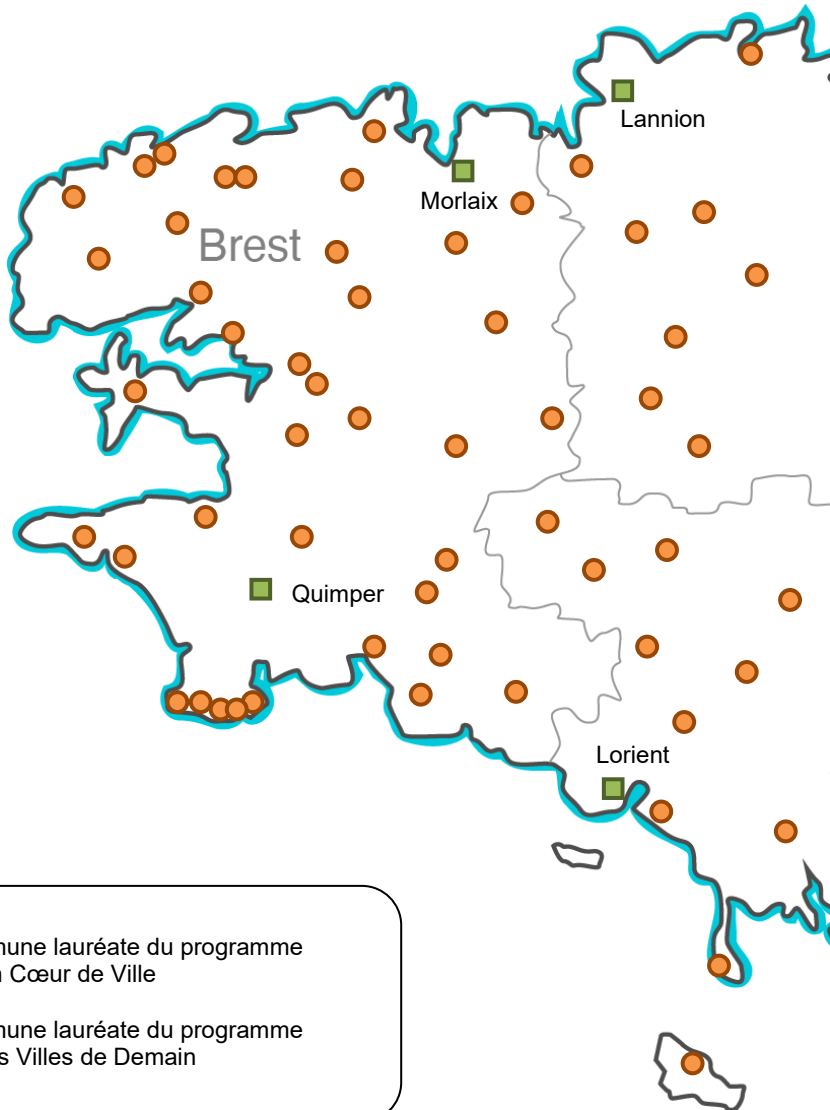 Lannion
Morlaix
Brest
Quimper
Lorient
mune lauréate du programme
Cœur de Ville
mune lauréate du programme
s Villes de Demain